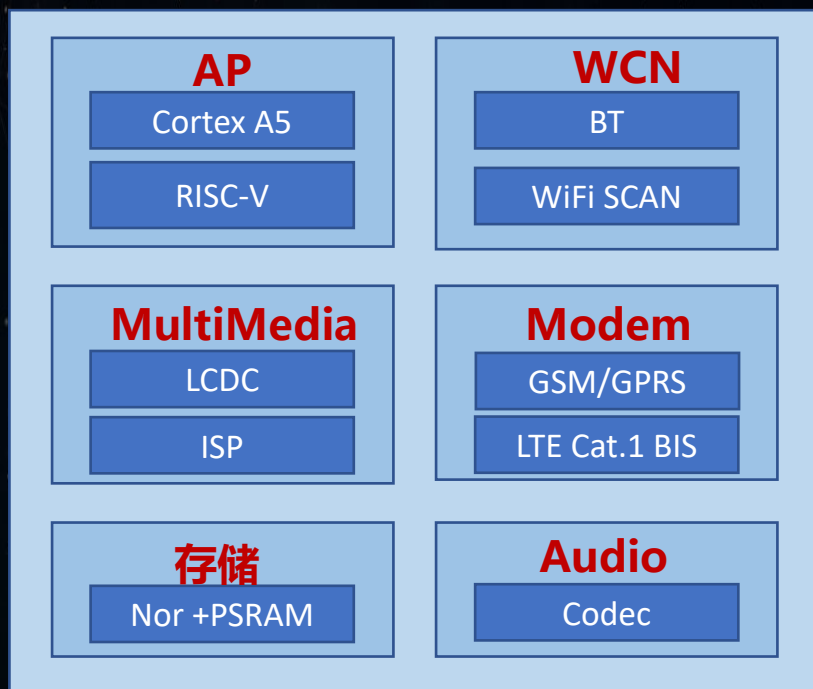 AP
Cortex A5
RISC-V
WCN
BT
WiFi SCAN
MultiMedia
LCDC
ISP
Modem
GSM/GPRS
LTE Cat.1 BIS
存储
Nor +PSRAM
Audio
Codec